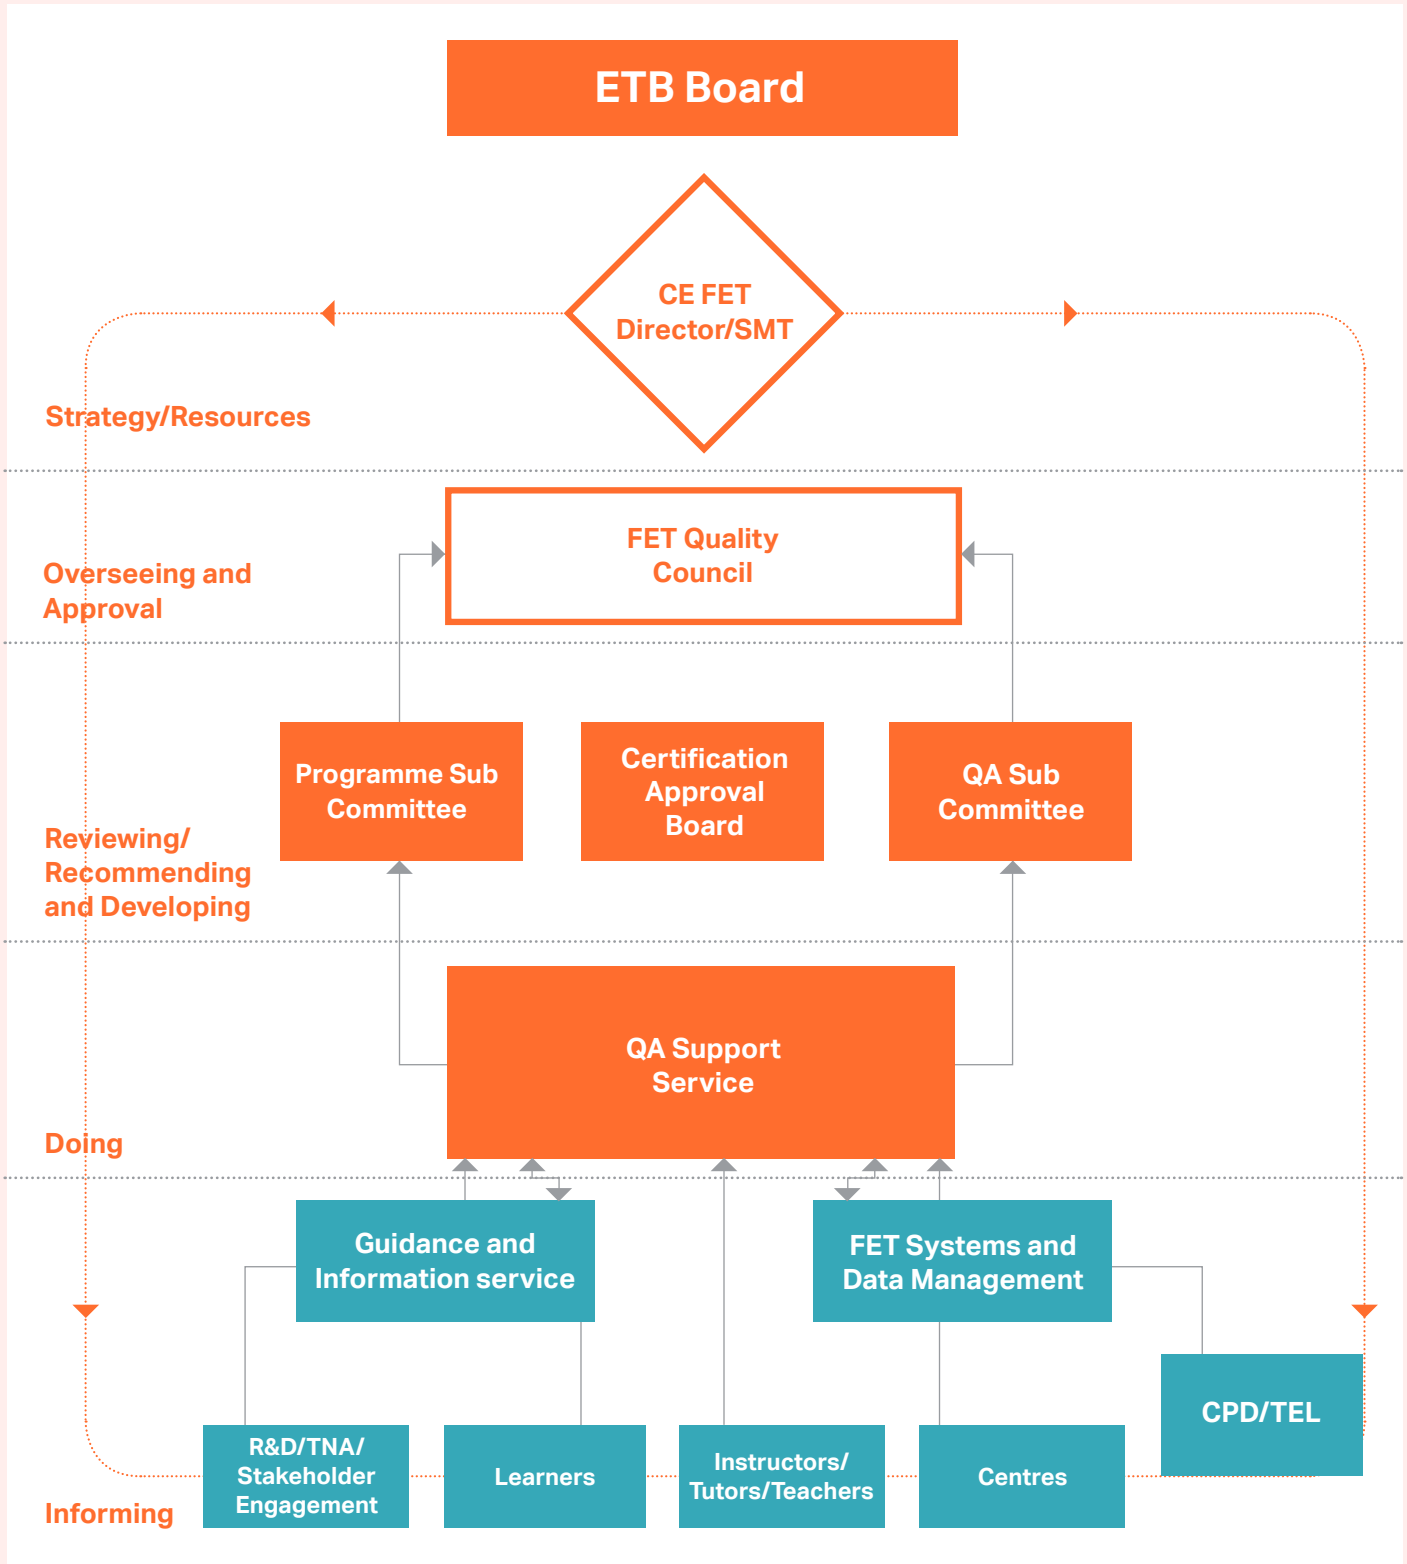 ETB Board
CE FET
Director/SMT
Strategy/Resources
FET Quality
Council
Overseeing and
Approval
Programme Sub
Committee
Certification
Approval
Board
QA Sub
Committee
Reviewing/
Recommending
and Developing
QA Support
Service
Doing
Guidance and
Information service
FET Systems and
Data Management
CPD/TEL
R&D/TNA/
Stakeholder
Engagement
Learners
Instructors/
Tutors/Teachers
Centres
Informing